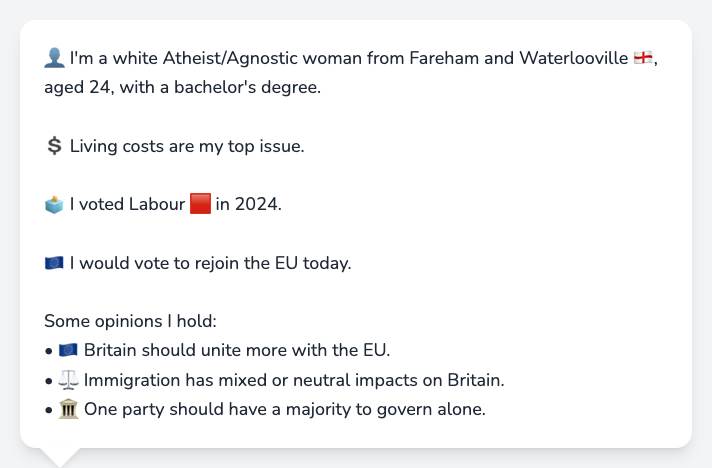 👤 I'm a white Atheist/Agnostic woman from Fareham and Waterlooville 🏴󠁧󠁢󠁥󠁮󠁧󠁿,
aged 24, with a bachelor's degree.
💲 Living costs are my top issue.
🗳️ I voted Labour 🟥 in 2024.
🇪🇺 I would vote to rejoin the EU today.
Some opinions I hold:
• 🇪🇺 Britain should unite more with the EU.
• ⚖️ Immigration has mixed or neutral impacts on Britain.
• 🏛️ One party should have a majority to govern alone.